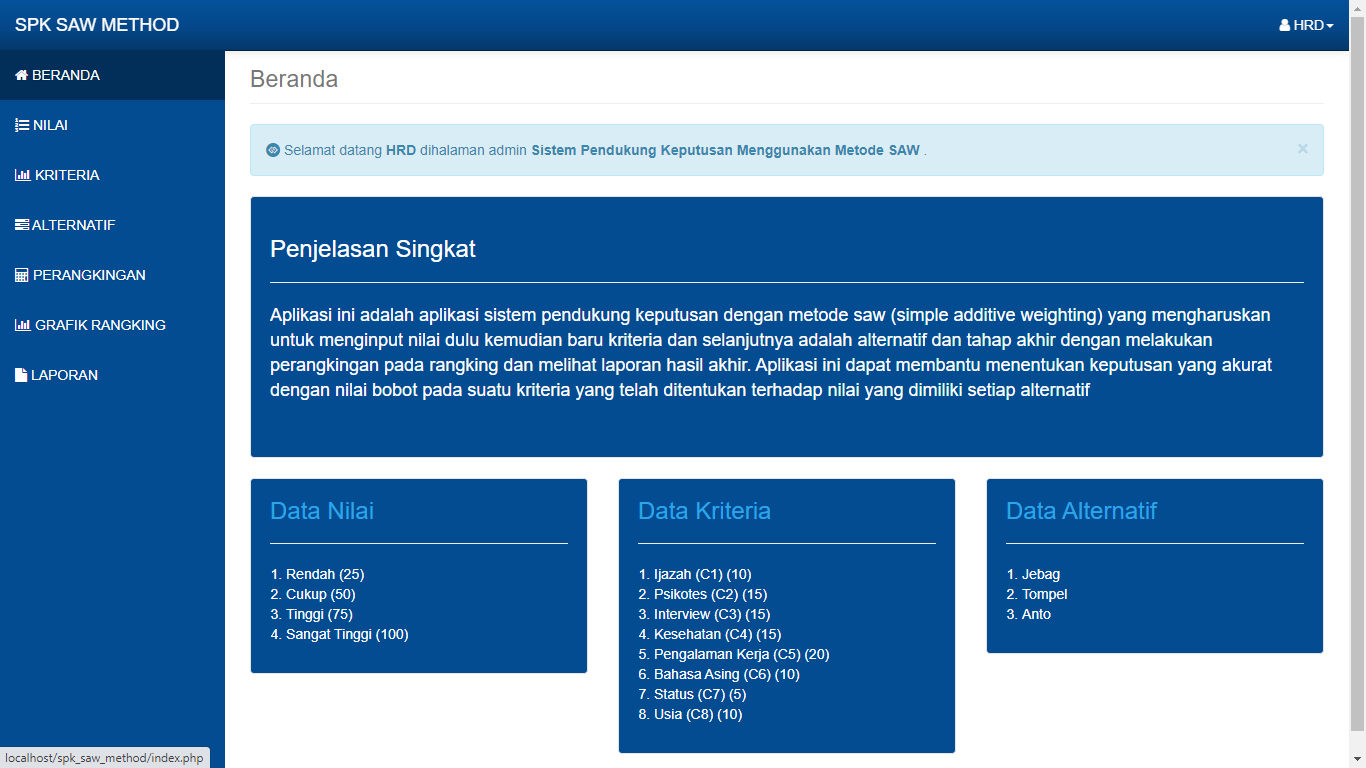 SPK SAW METHOD
HRD
BERANDA
NILAI
KRITERIA
ALTERNATIF
PERANGKINGAN
GRAFIK RANGKING
LAPORAN
Beranda
Selamat datang HRD dihalaman admin Sistem Pendukung Keputusan Menggunakan Metode SAW .
×
Penjelasan Singkat
Aplikasi ini adalah aplikasi sistem pendukung keputusan dengan metode saw (simple additive weighting) yang mengharuskan
untuk menginput nilai dulu kemudian baru kriteria dan selanjutnya adalah alternatif dan tahap akhir dengan melakukan
perangkingan pada rangking dan melihat laporan hasil akhir. Aplikasi ini dapat membantu menentukan keputusan yang akurat
dengan nilai bobot pada suatu kriteria yang telah ditentukan terhadap nilai yang dimiliki setiap alternatif
Data Nilai
1. Rendah (25)
2. Cukup (50)
3. Tinggi (75)
4. Sangat Tinggi (100)
Data Kriteria
1. Ijazah (C1) (10)
2. Psikotes (C2) (15)
3. Interview (C3) (15)
4. Kesehatan (C4) (15)
5. Pengalaman Kerja (C5) (20)
6. Bahasa Asing (C6) (10)
7. Status (C7) (5)
8. Usia (C8) (10)
Data Alternatif
1. Jebag
2. Tompel
3. Anto
localhost/spk_saw_method/index.php